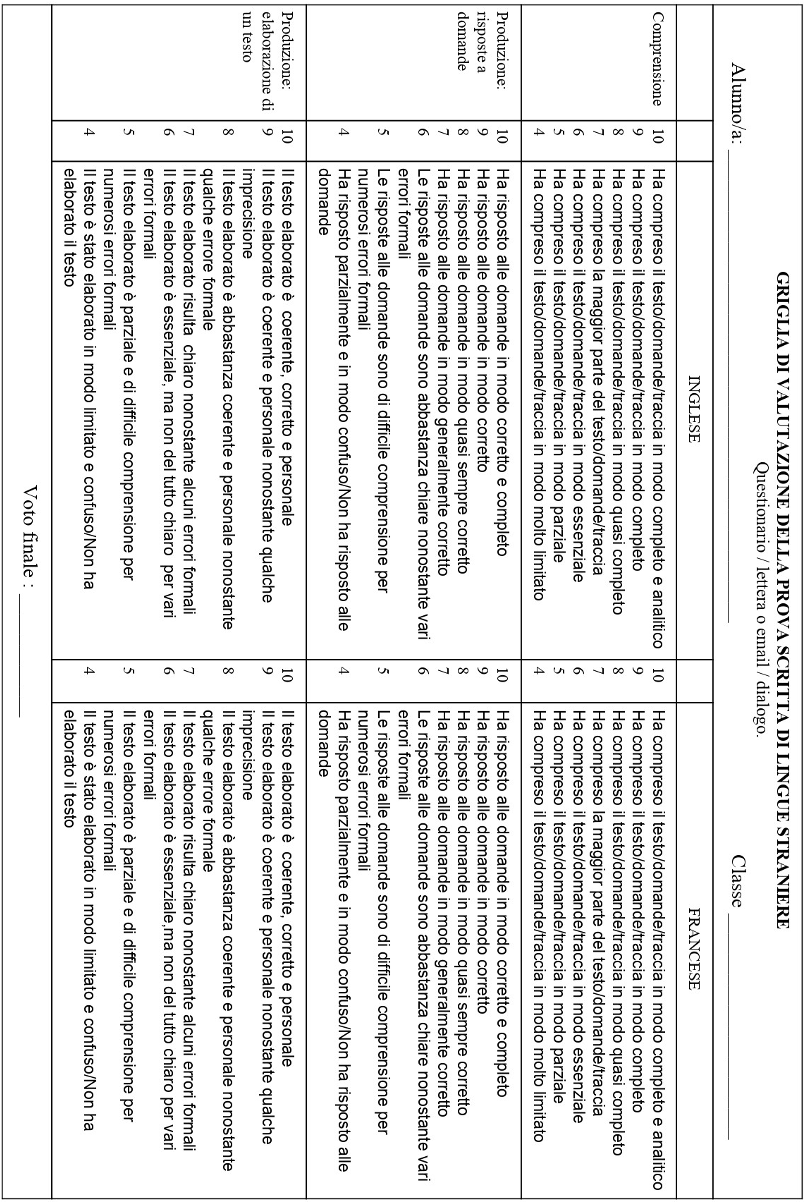 GRIGLIA DI VALUTAZIONE DELLA PROVA SCRITTA DI LINGUE STRANIERE
Questionario / lettera o email / dialogo.
Alunno/a: ____________________ Classe ____________________
INGLESE
FRANCESE
Comprensione
10 Ha compreso il testo/domande/traccia in modo completo e analitico
9 Ha compreso il testo/domande/traccia in modo completo
8 Ha compreso il testo/domande/traccia in modo quasi completo
7 Ha compreso la maggior parte del testo/domande/traccia
6 Ha compreso il testo/domande/traccia in modo essenziale
5 Ha compreso il testo/domande/traccia in modo parziale
4 Ha compreso il testo/domande/traccia in modo molto limitato
10 Ha compreso il testo/domande/traccia in modo completo e analitico
9 Ha compreso il testo/domande/traccia in modo completo
8 Ha compreso il testo/domande/traccia in modo quasi completo
7 Ha compreso la maggior parte del testo/domande/traccia
6 Ha compreso il testo/domande/traccia in modo essenziale
5 Ha compreso il testo/domande/traccia in modo parziale
4 Ha compreso il testo/domande/traccia in modo molto limitato
Produzione:
risposte a
domande
10 Ha risposto alle domande in modo corretto e completo
9 Ha risposto alle domande in modo corretto
8 Ha risposto alle domande in modo quasi sempre corretto
7 Ha risposto alle domande in modo generalmente corretto
6 Le risposte alle domande sono abbastanza chiare nonostante vari
errori formali
5 Le risposte alle domande sono di difficile comprensione per
numerosi errori formali
4 Ha risposto parzialmente e in modo confuso/Non ha risposto alle
domande
10 Ha risposto alle domande in modo corretto e completo
9 Ha risposto alle domande in modo corretto
8 Ha risposto alle domande in modo quasi sempre corretto
7 Ha risposto alle domande in modo generalmente corretto
6 Le risposte alle domande sono abbastanza chiare nonostante vari
errori formali
5 Le risposte alle domande sono di difficile comprensione per
numerosi errori formali
4 Ha risposto parzialmente e in modo confuso/Non ha risposto alle
domande
Produzione:
elaborazione di
un testo
10 Il testo elaborato è coerente, corretto e personale
9 Il testo elaborato è coerente e personale nonostante qualche
imprecisione
8 Il testo elaborato è abbastanza coerente e personale nonostante
qualche errore formale
7 Il testo elaborato risulta chiaro nonostante alcuni errori formali
6 Il testo elaborato è essenziale, ma non del tutto chiaro per vari
errori formali
5 Il testo elaborato è parziale e di difficile comprensione per
numerosi errori formali
4 Il testo è stato elaborato in modo limitato e confuso/Non ha
elaborato il testo
10 Il testo elaborato è coerente, corretto e personale
9 Il testo elaborato è coerente e personale nonostante qualche
imprecisione
8 Il testo elaborato è abbastanza coerente e personale nonostante
qualche errore formale
7 Il testo elaborato risulta chiaro nonostante alcuni errori formali
6 Il testo elaborato è essenziale,ma non del tutto chiaro per vari
errori formali
5 Il testo elaborato è parziale e di difficile comprensione per
numerosi errori formali
4 Il testo è stato elaborato in modo limitato e confuso/Non ha
elaborato il testo
Voto finale : __________